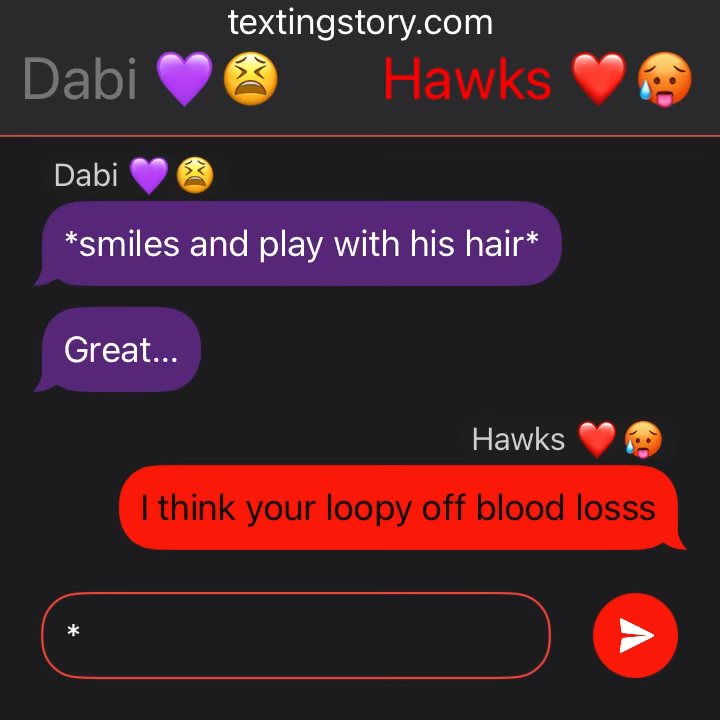 textingstory.com
Dabi 💜😫 Hawks ❤️🥵
Dabi 💜😫
*smiles and play with his hair*
Great...
Hawks ❤️🥵
I think your loopy off blood losss
*